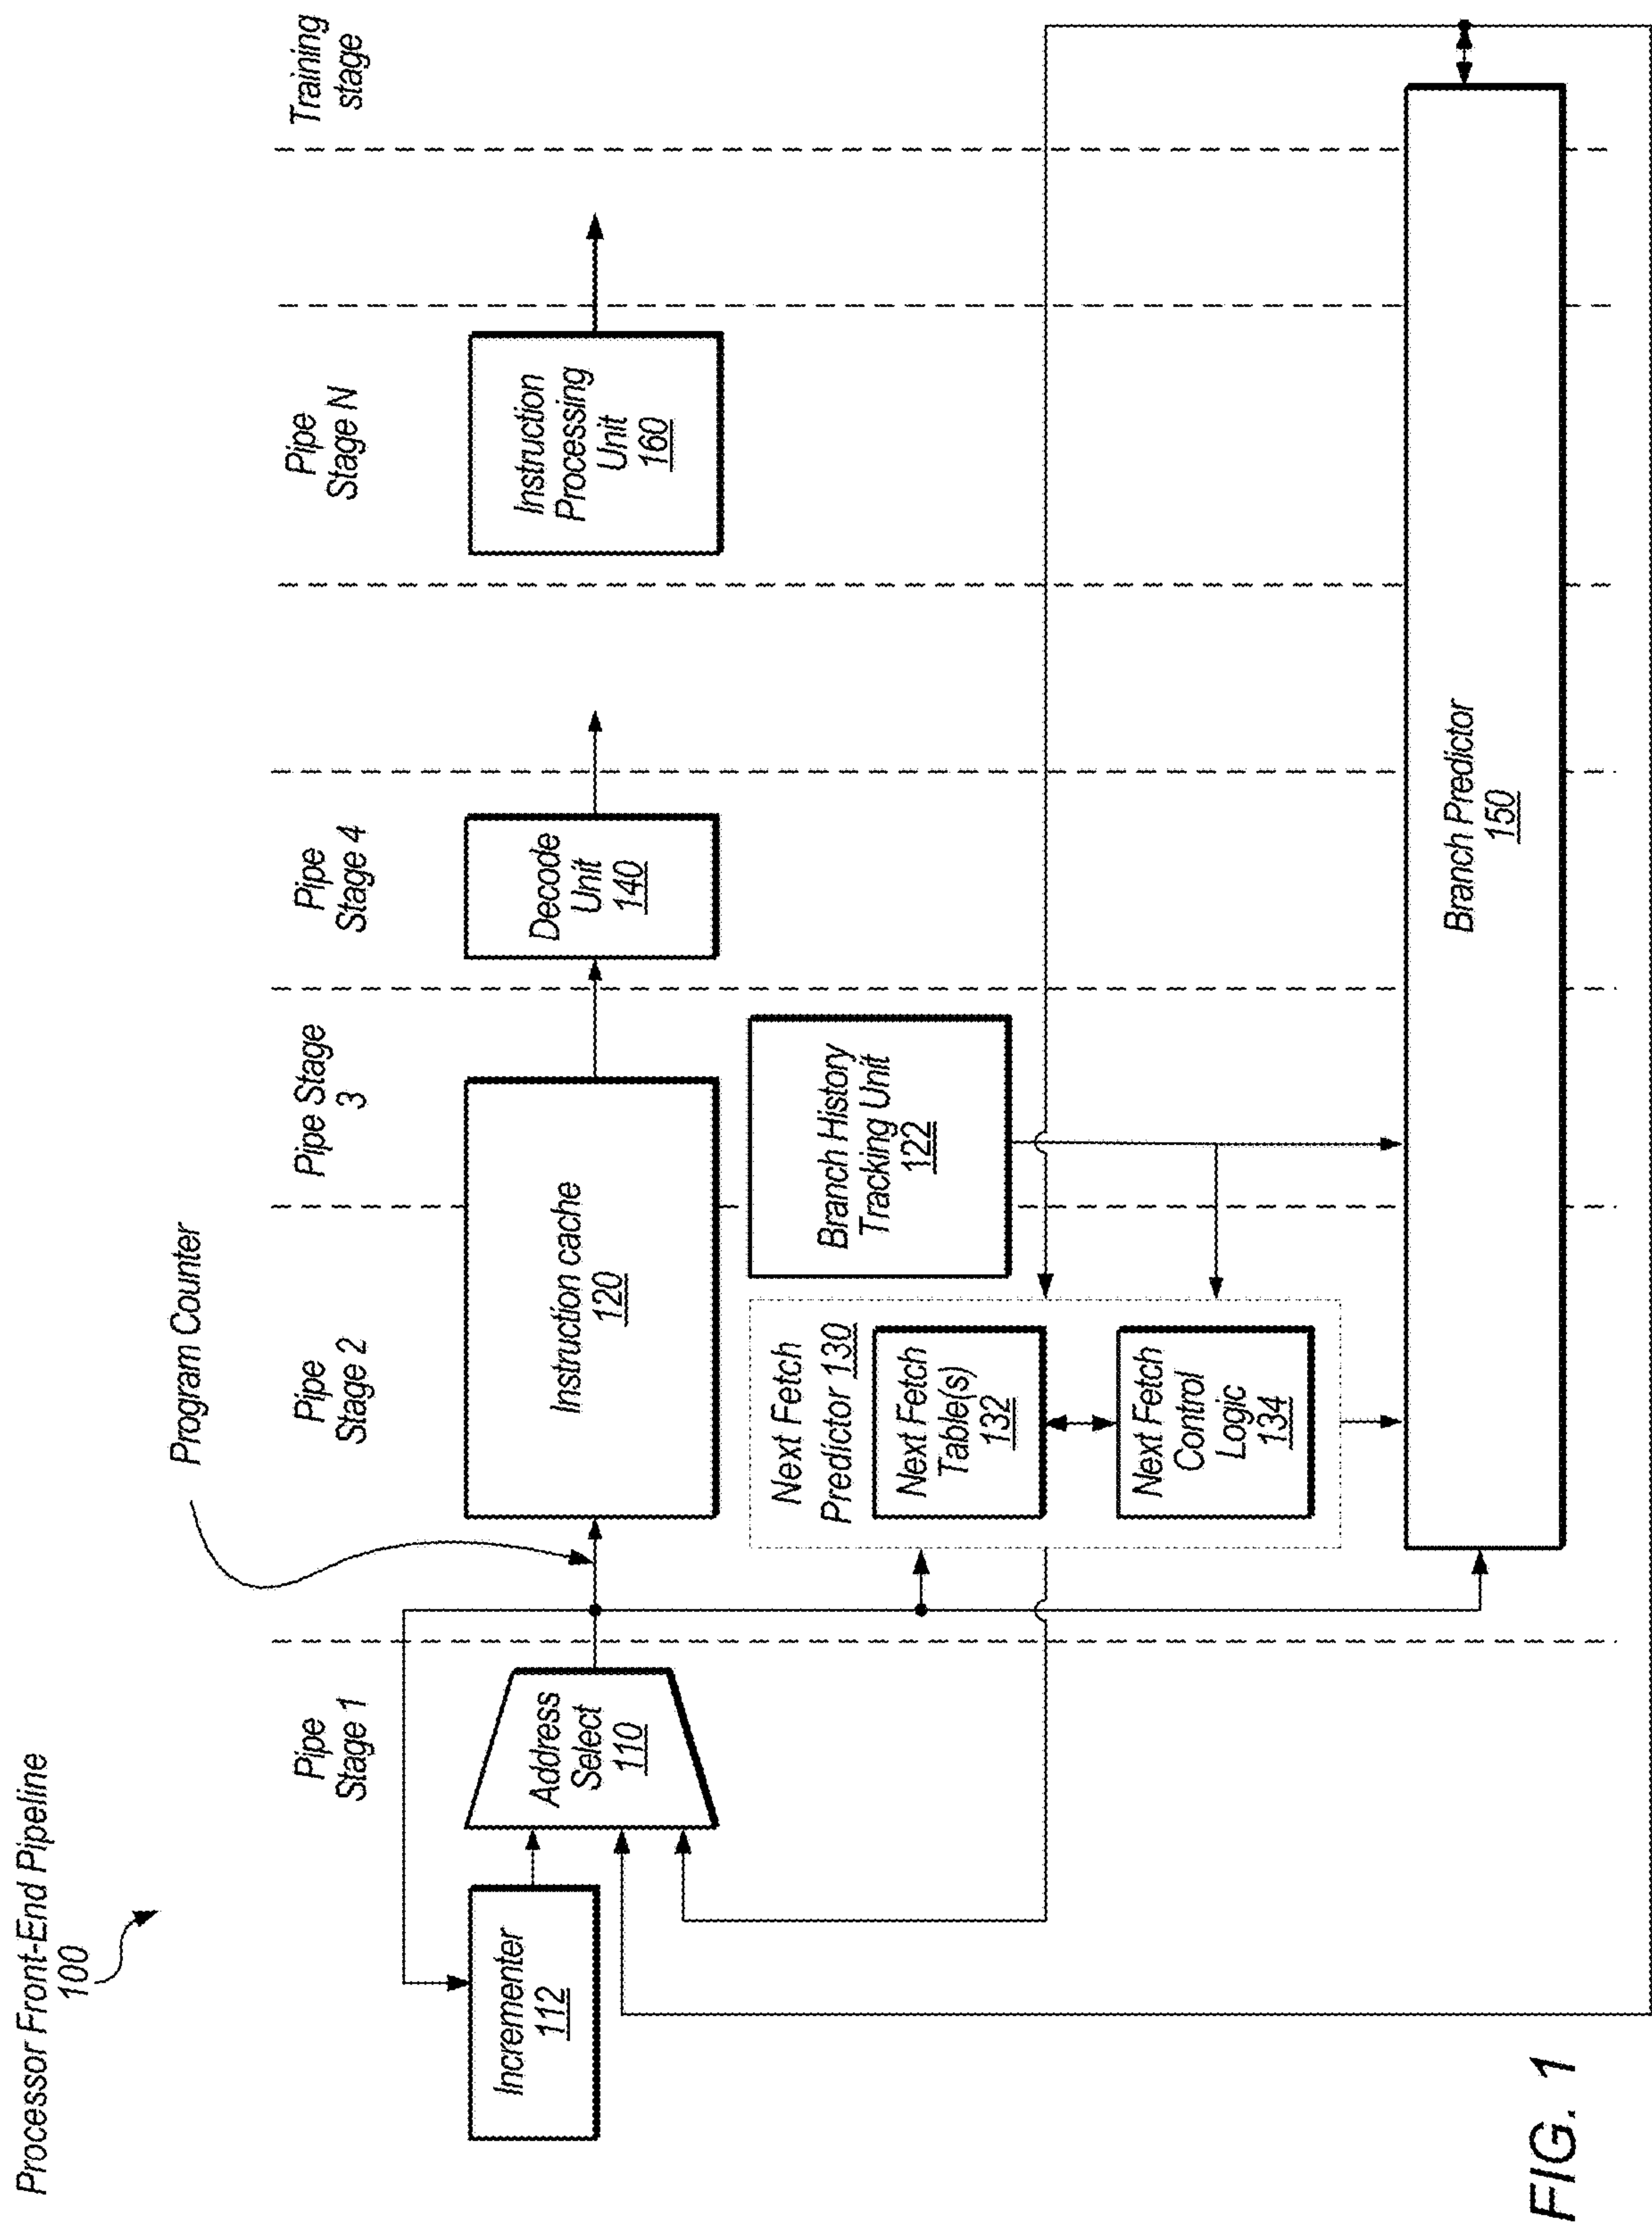 Processor Front-End Pipeline
100
Program Counter
Pipe
Stage 1
Pipe
Stage 2
Pipe Stage
3
Pipe
Stage 4
Pipe
Stage N
Training
stage
Incrementer
112
Address
Select
110
Instruction cache
120
Decode
Unit
140
Instruction
Processing
Unit
160
Branch History
Tracking Unit
122
Next Fetch
Predictor 130
Next Fetch
Table(s)
132
Next Fetch
Control
Logic
134
Branch Predictor
150
FIG. 1